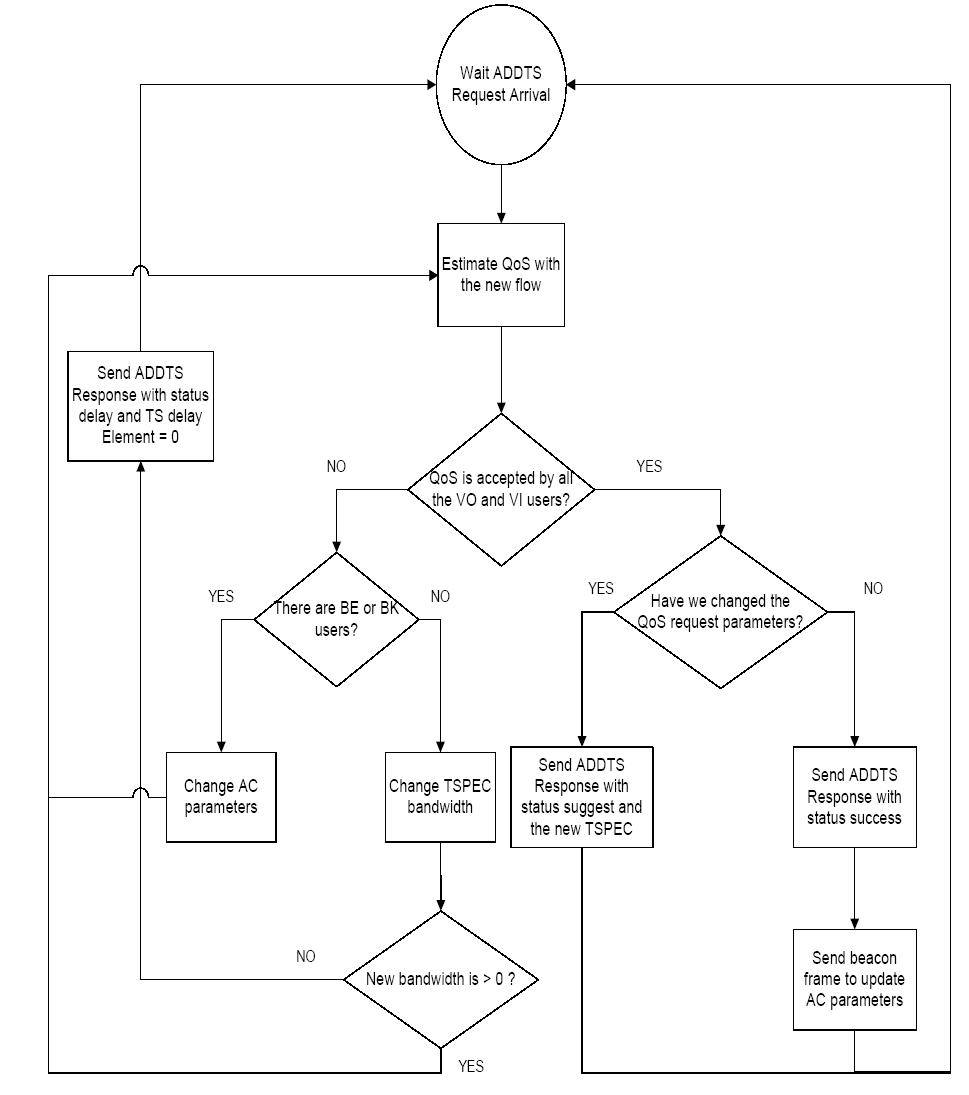 Wait ADDTS
Request Arrival
Estimate QoS with
the new flow
Send ADDTS
Response with status
delay and TS delay
Element = 0
NO
YES
QoS is accepted by all
the VO and VI users?
YES
NO
There are BE or BK
users?
YES
NO
Have we changed the
QoS request parameters?
Change AC
parameters
Change TSPEC
bandwidth
Send ADDTS
Response with
status suggest and
the new TSPEC
Send ADDTS
Response with
status success
NO
New bandwidth is > 0 ?
YES
Send beacon
frame to update
AC parameters